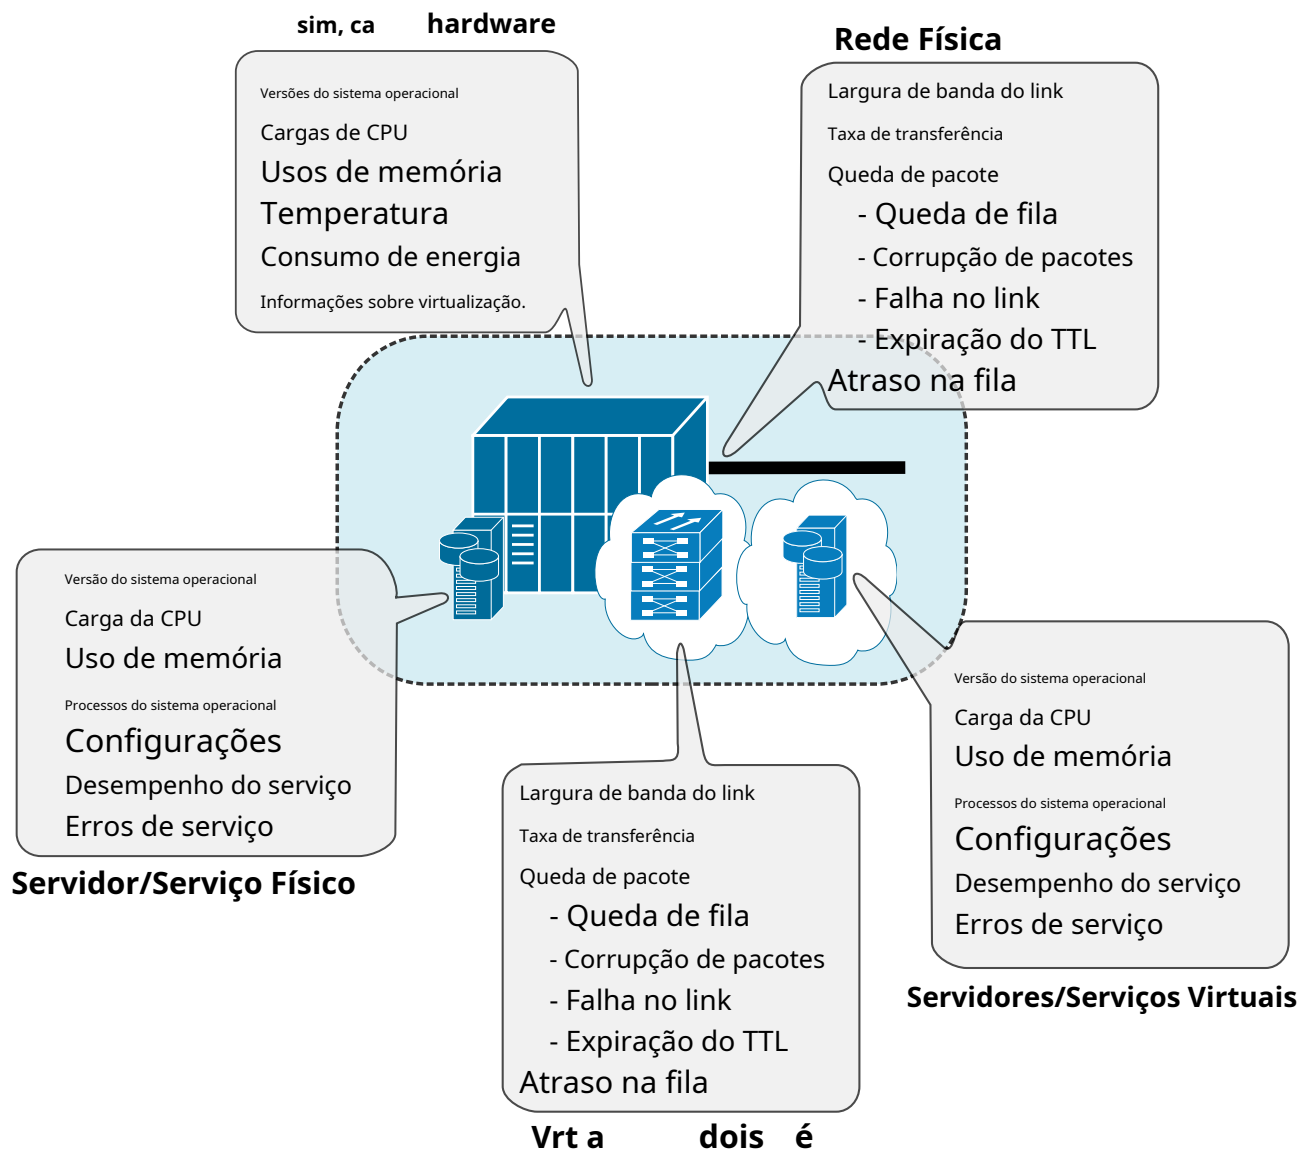 sim, ca hardware
Versões do sistema operacional
Cargas de CPU
Usos de memória
Temperatura
Consumo de energia
Informações sobre virtualização.
Rede Física
Largura de banda do link
Taxa de transferência
Queda de pacote
- Queda de fila
- Corrupção de pacotes
- Falha no link
- Expiração do TTL
Atraso na fila
Versão do sistema operacional
Carga da CPU
Uso de memória
Processos do sistema operacional
Configurações
Desempenho do serviço
Erros de serviço
Servidor/Serviço Físico
Largura de banda do link
Taxa de transferência
Queda de pacote
- Queda de fila
- Corrupção de pacotes
- Falha no link
- Expiração do TTL
Atraso na fila
Vrt a dois é
Versão do sistema operacional
Carga da CPU
Uso de memória
Processos do sistema operacional
Configurações
Desempenho do serviço
Erros de serviço
Servidores/Serviços Virtuais